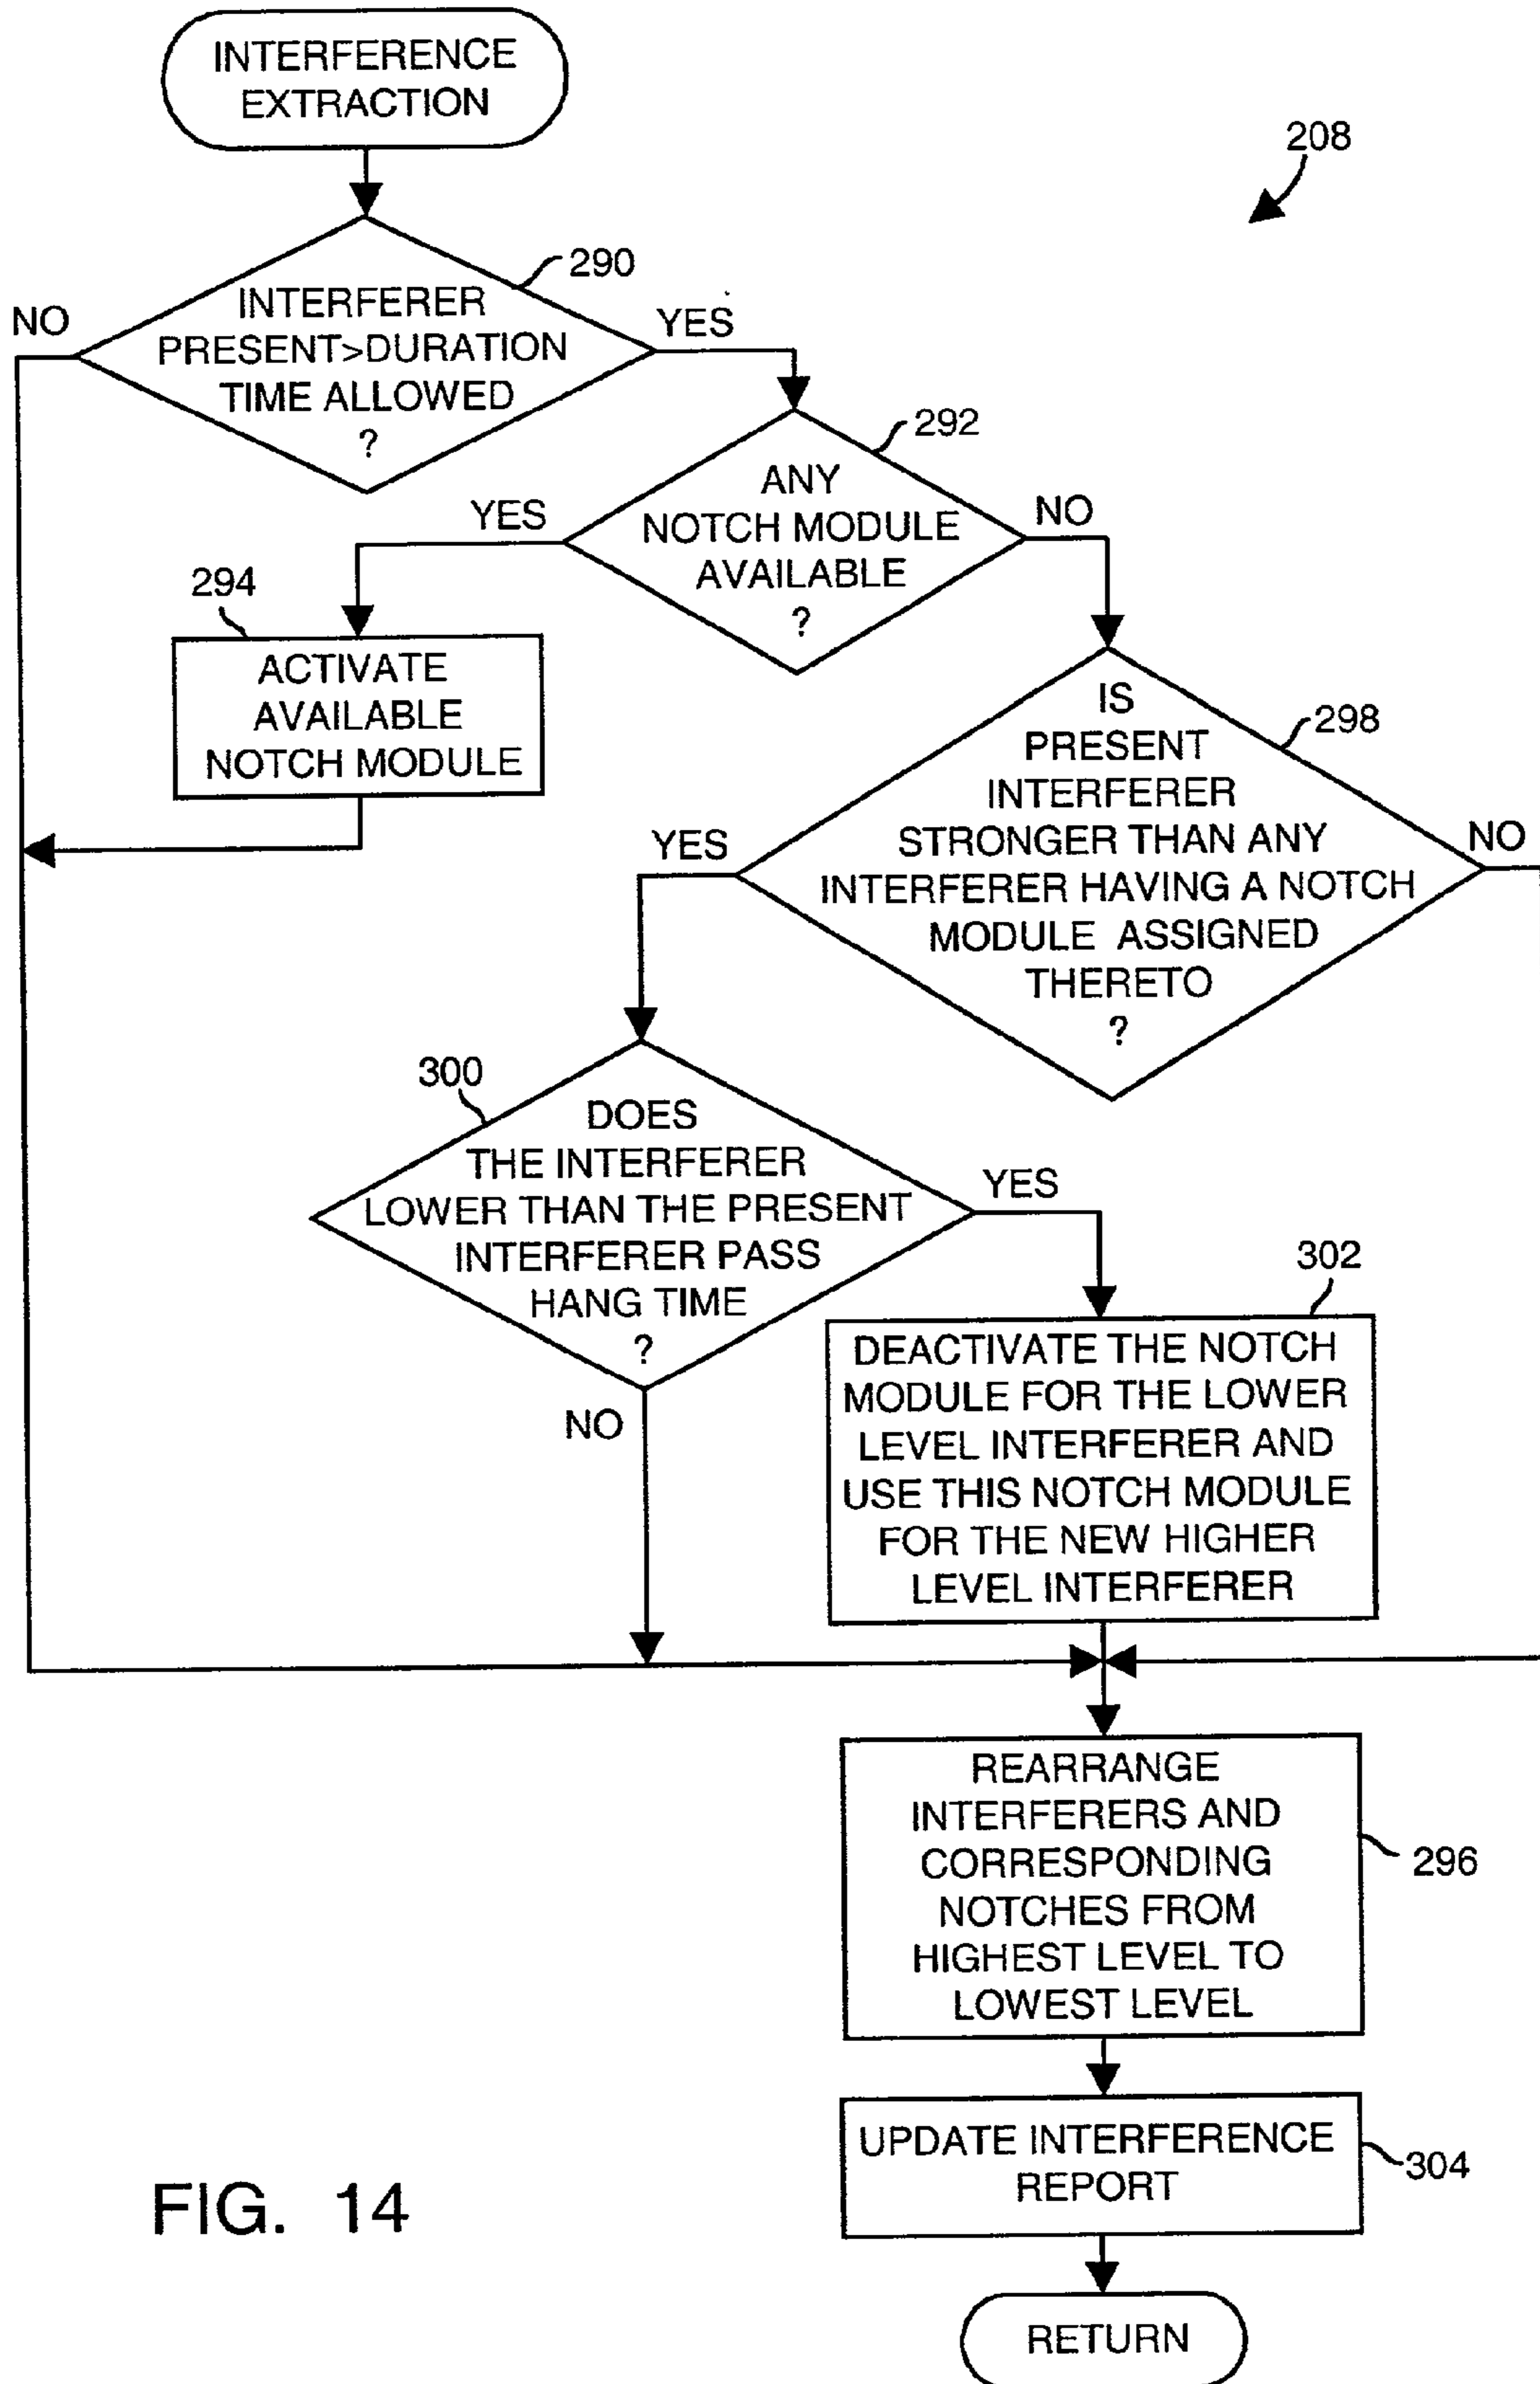 INTERFERENCE
EXTRACTION
208
290
INTERFERER
PRESENT>DURATION
TIME ALLOWED
?
NO
YES
292
ANY
NOTCH MODULE
AVAILABLE
?
YES
NO
294
ACTIVATE
AVAILABLE
NOTCH MODULE
298
IS
PRESENT
INTERFERER
STRONGER THAN ANY
INTERFERER HAVING A NOTCH
MODULE ASSIGNED
THERETO
?
YES
NO
300
DOES
THE INTERFERER
LOWER THAN THE PRESENT
INTERFERER PASS
HANG TIME
?
YES
NO
302
DEACTIVATE THE NOTCH
MODULE FOR THE LOWER
LEVEL INTERFERER AND
USE THIS NOTCH MODULE
FOR THE NEW HIGHER
LEVEL INTERFERER
REARRANGE
INTERFERERS AND
CORRESPONDING
NOTCHES FROM
HIGHEST LEVEL TO
LOWEST LEVEL
296
UPDATE INTERFERENCE
REPORT
304
RETURN
FIG. 14